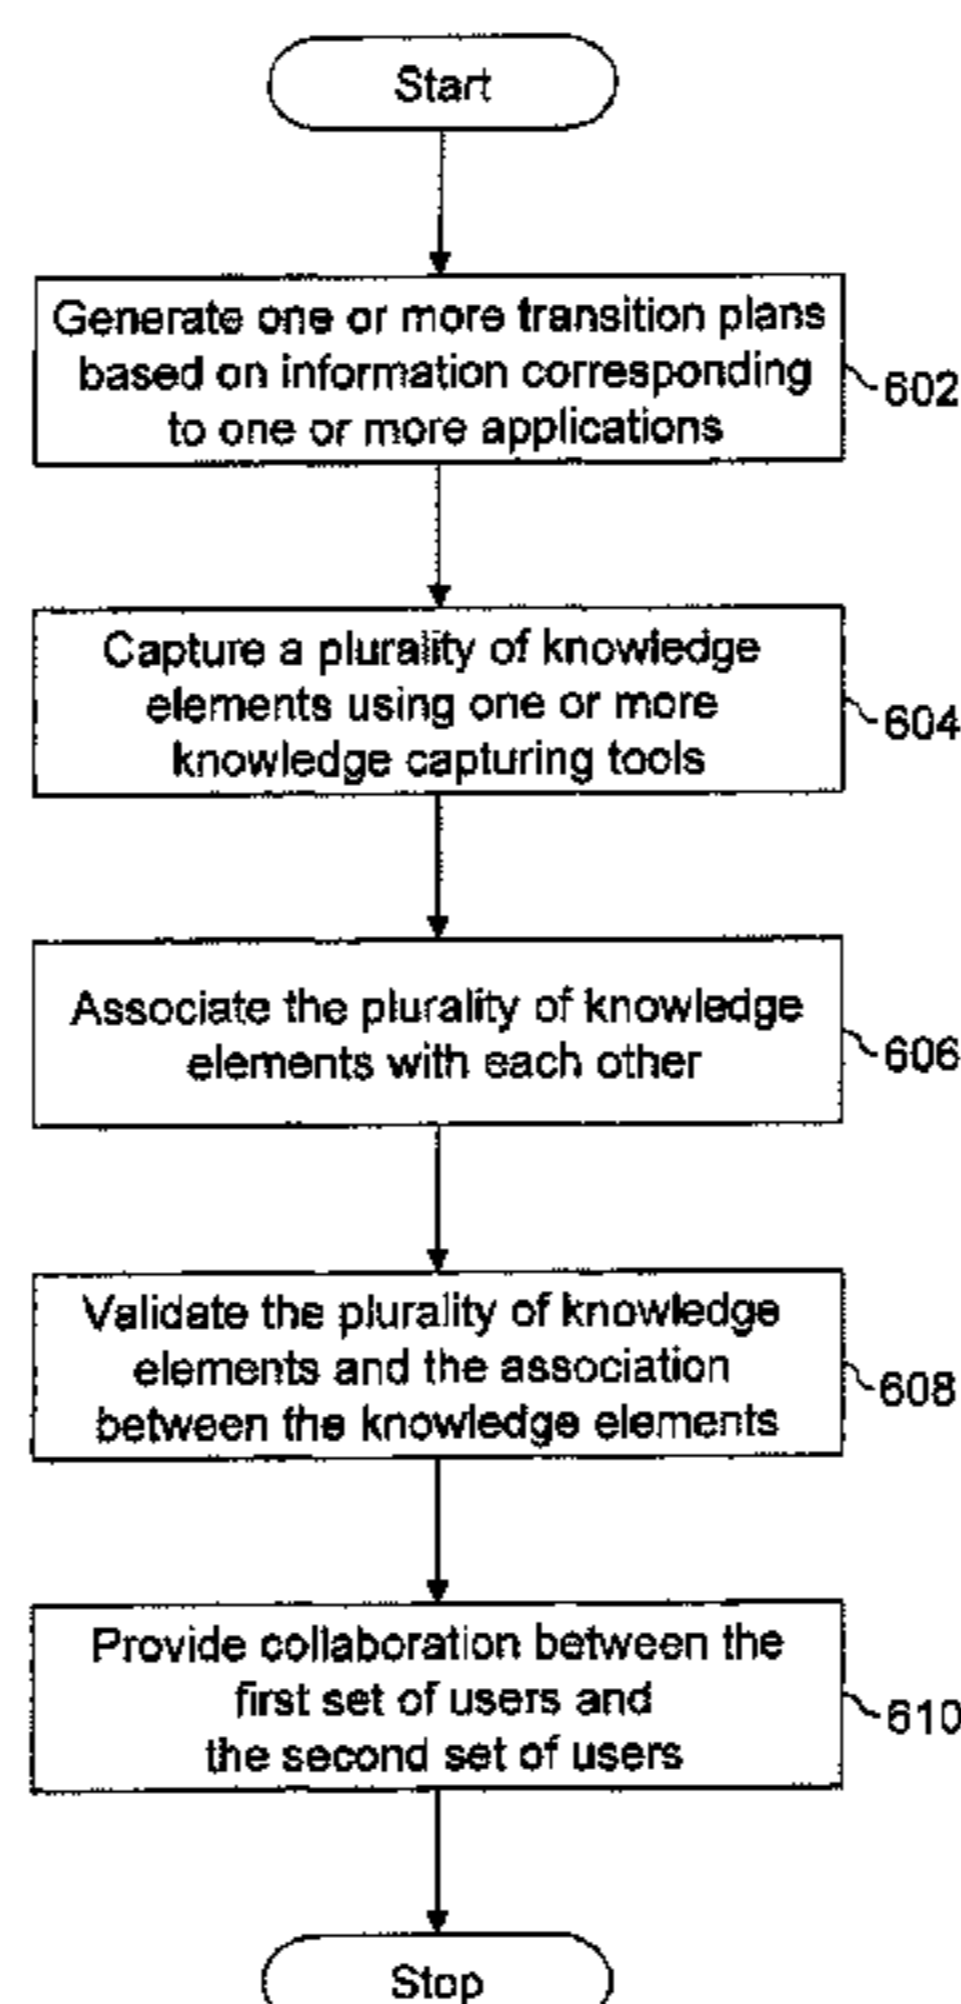 Start
Generate one or more transition plans
based on information corresponding
to one or more applications
602
Capture a plurality of knowledge
elements using one or more
knowledge capturing tools
604
Associate the plurality of knowledge
elements with each other
606
Validate the plurality of knowledge
elements and the association
between the knowledge elements
608
Provide collaboration between the
first set of users and
the second set of users
610
Stop